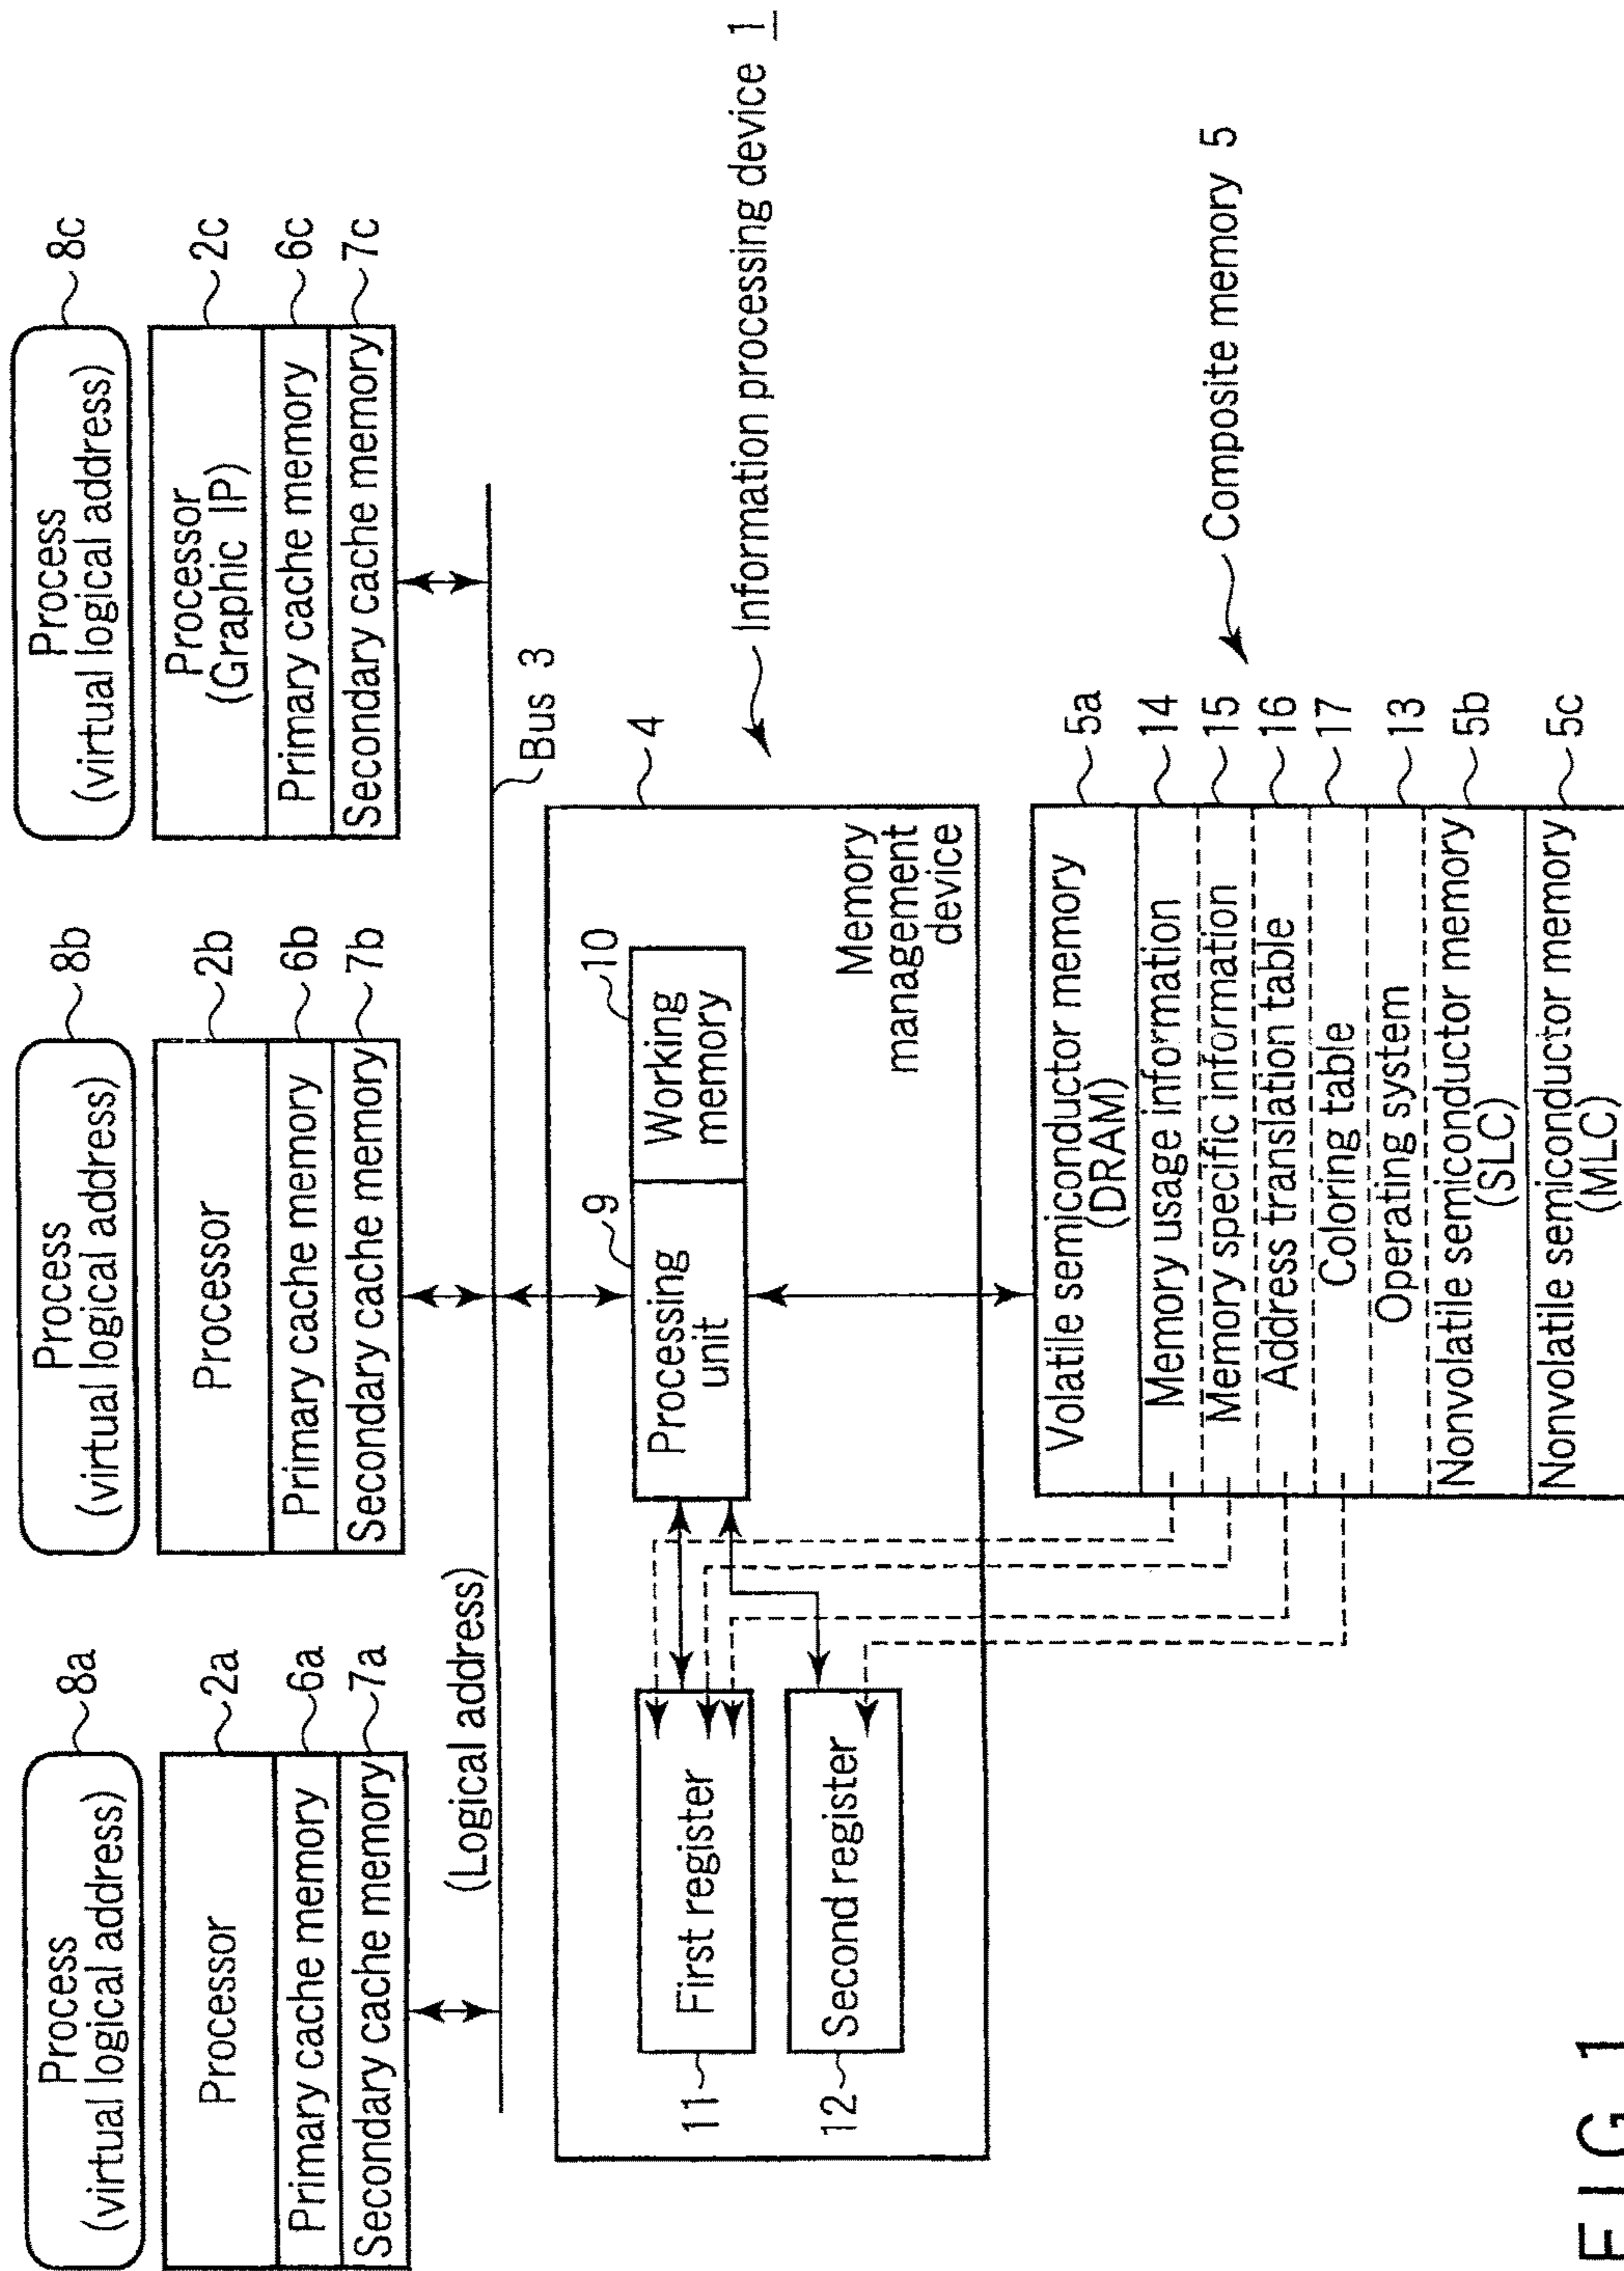 Process
(virtual logical address)
8a
Process
(virtual logical address)
8b
Process
(virtual logical address)
8c
Processor
2a
Processor
2b
Processor
(Graphic IP)
2c
Primary cache memory
6a
Primary cache memory
6b
Primary cache memory
6c
Secondary cache memory
7a
Secondary cache memory
7b
Secondary cache memory
7c
(Logical address)
Bus 3
4
Information processing device 1
9
10
Processing
unit
Working
memory
11
First register
12
Second register
Memory
management
device
Composite memory 5
Volatile semiconductor memory
(DRAM)
5a
Memory usage information
14
Memory specific information
15
Address translation table
16
Coloring table
17
Operating system
13
Nonvolatile semiconductor memory
(SLC)
5b
Nonvolatile semiconductor memory
(MLC)
5c
FIG. 1